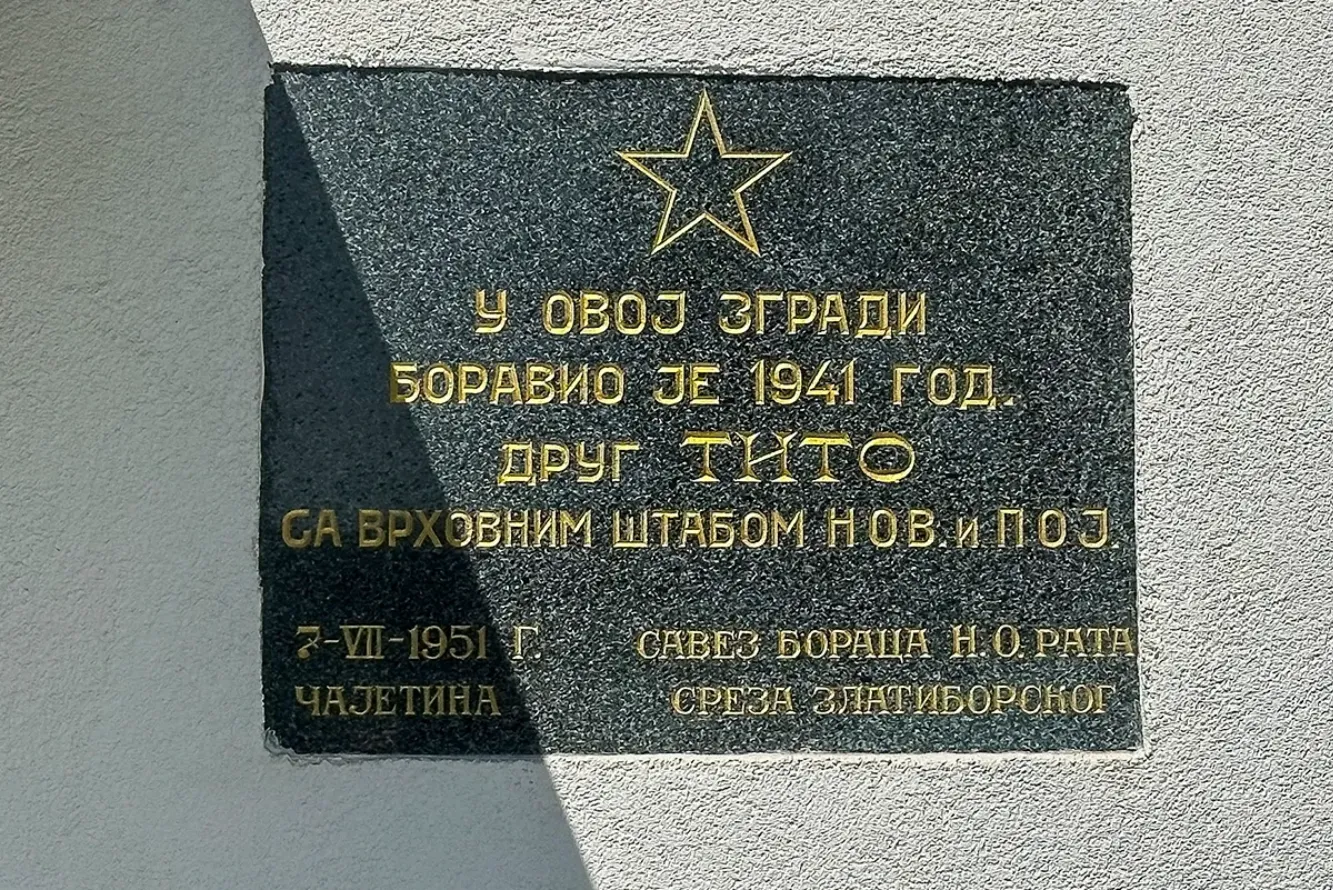 У ОВОЈ ЗГРАДИ
БОРАВИО ЈЕ 1941 ГОД.
ДРУГ ТИТО
СА ВРХОВНИМ ШТАБОМ Н О В. и П О Ј.
7-VII-1951 Г. САВЕЗ БОРАЦА Н. О. РАТА
ЧАЈЕТИНА СРЕЗА ЗЛАТИБОРСКОГ